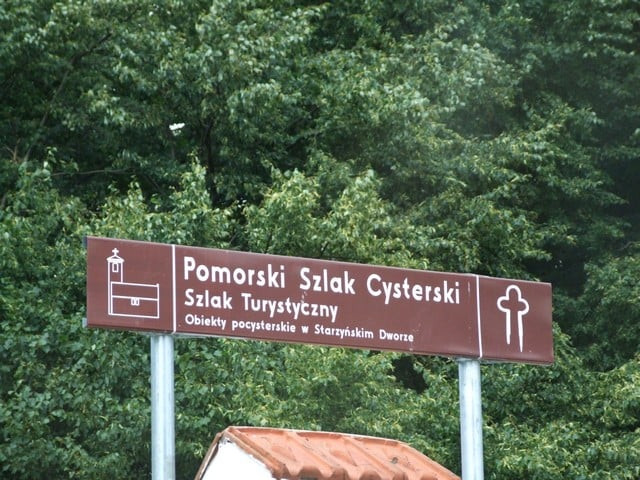 Pomorski Szlak Cysterski
Szlak Turystyczny
Obiekty pocysterskie w Starzyńskim Dworze